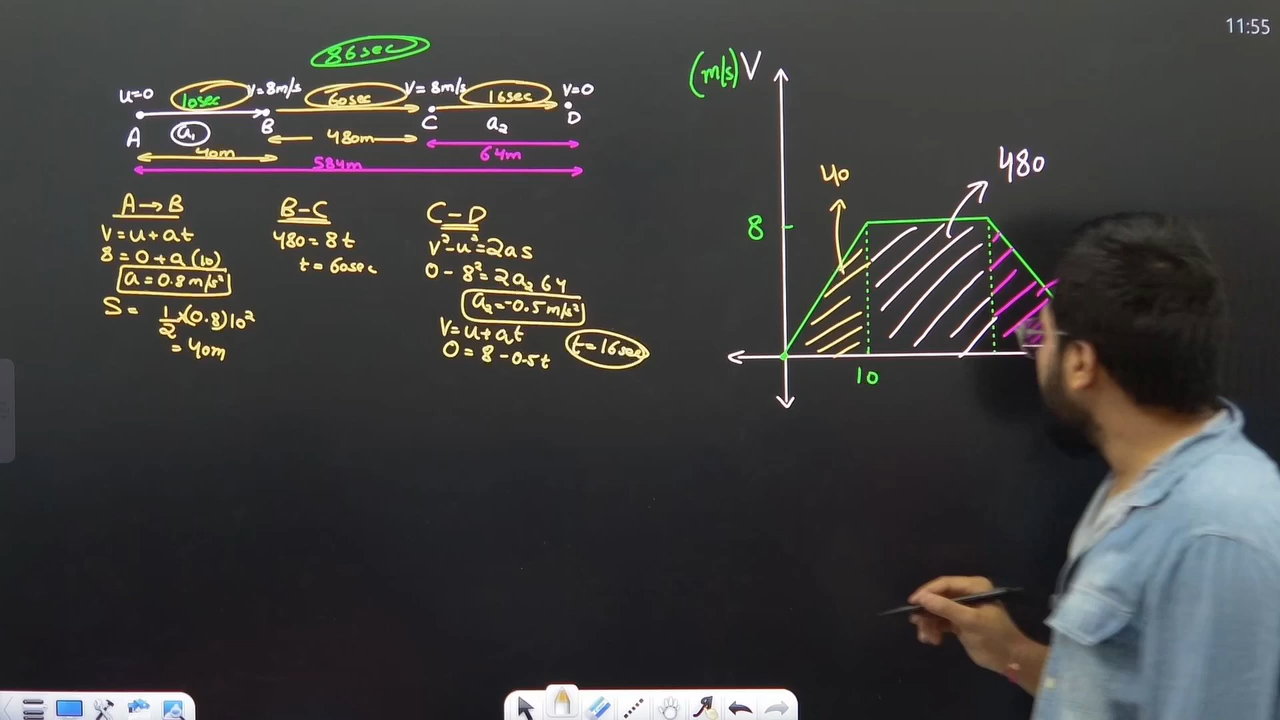 11:55
86sec
u=0 10sec V=8m/s 60sec V=8m/s 16sec V=0
A a₁ B C a₂ D
40m 480m 64m
584m
A→B
V=u+at
8=0+a(10)
a=0.8m/s²
S= 1/2×(0.8)10²
=40m
B-C
480=8t
t=60sec
C-D
V²-u²=2as
0-8²=2a₂64
a₂=-0.5m/s²
V=u+at
0=8-0.5t
t=16sec
(m/s) V
480
40
8
10